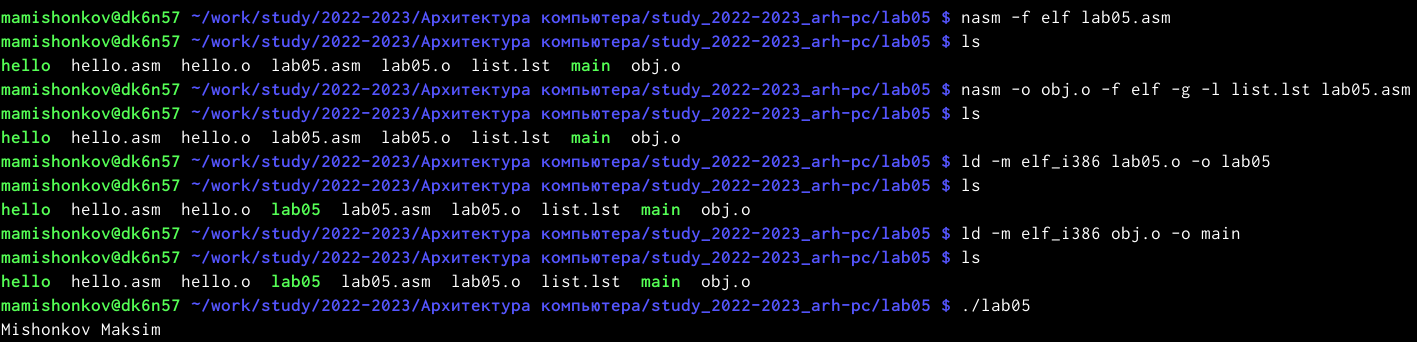 mamishonkov@dk6n57 ~/work/study/2022-2023/Архитектура компьютера/study_2022-2023_arh-pc/lab05 $ nasm -f elf lab05.asm
mamishonkov@dk6n57 ~/work/study/2022-2023/Архитектура компьютера/study_2022-2023_arh-pc/lab05 $ ls
hello  hello.asm  hello.o  lab05.asm  lab05.o  list.lst  main  obj.o
mamishonkov@dk6n57 ~/work/study/2022-2023/Архитектура компьютера/study_2022-2023_arh-pc/lab05 $ nasm -o obj.o -f elf -g -l list.lst lab05.asm
mamishonkov@dk6n57 ~/work/study/2022-2023/Архитектура компьютера/study_2022-2023_arh-pc/lab05 $ ls
hello  hello.asm  hello.o  lab05.asm  lab05.o  list.lst  main  obj.o
mamishonkov@dk6n57 ~/work/study/2022-2023/Архитектура компьютера/study_2022-2023_arh-pc/lab05 $ ld -m elf_i386 lab05.o -o lab05
mamishonkov@dk6n57 ~/work/study/2022-2023/Архитектура компьютера/study_2022-2023_arh-pc/lab05 $ ls
hello  hello.asm  hello.o  lab05  lab05.asm  lab05.o  list.lst  main  obj.o
mamishonkov@dk6n57 ~/work/study/2022-2023/Архитектура компьютера/study_2022-2023_arh-pc/lab05 $ ld -m elf_i386 obj.o -o main
mamishonkov@dk6n57 ~/work/study/2022-2023/Архитектура компьютера/study_2022-2023_arh-pc/lab05 $ ls
hello  hello.asm  hello.o  lab05  lab05.asm  lab05.o  list.lst  main  obj.o
mamishonkov@dk6n57 ~/work/study/2022-2023/Архитектура компьютера/study_2022-2023_arh-pc/lab05 $ ./lab05
Mishonkov Maksim